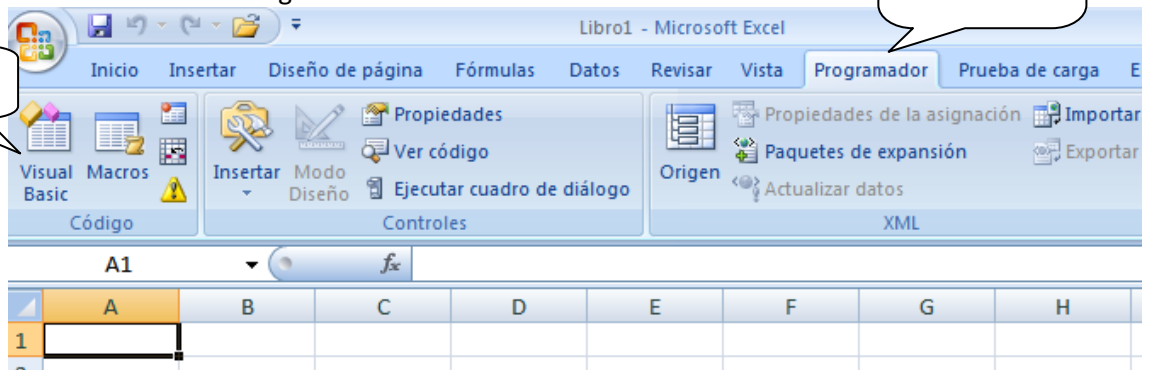 Libro1 - Microsoft Excel
Inicio Insertar Diseño de página Fórmulas Datos Revisar Vista Programador Prueba de carga
Visual Basic
Macros
Insertar
Modo Diseño
Propiedades
Ver código
Ejecutar cuadro de diálogo
Origen
Propiedades de la asignación
Paquetes de expansión
Actualizar datos
Importar
Exportar
Código Controles XML
A1 fx
A B C D E F G H
1